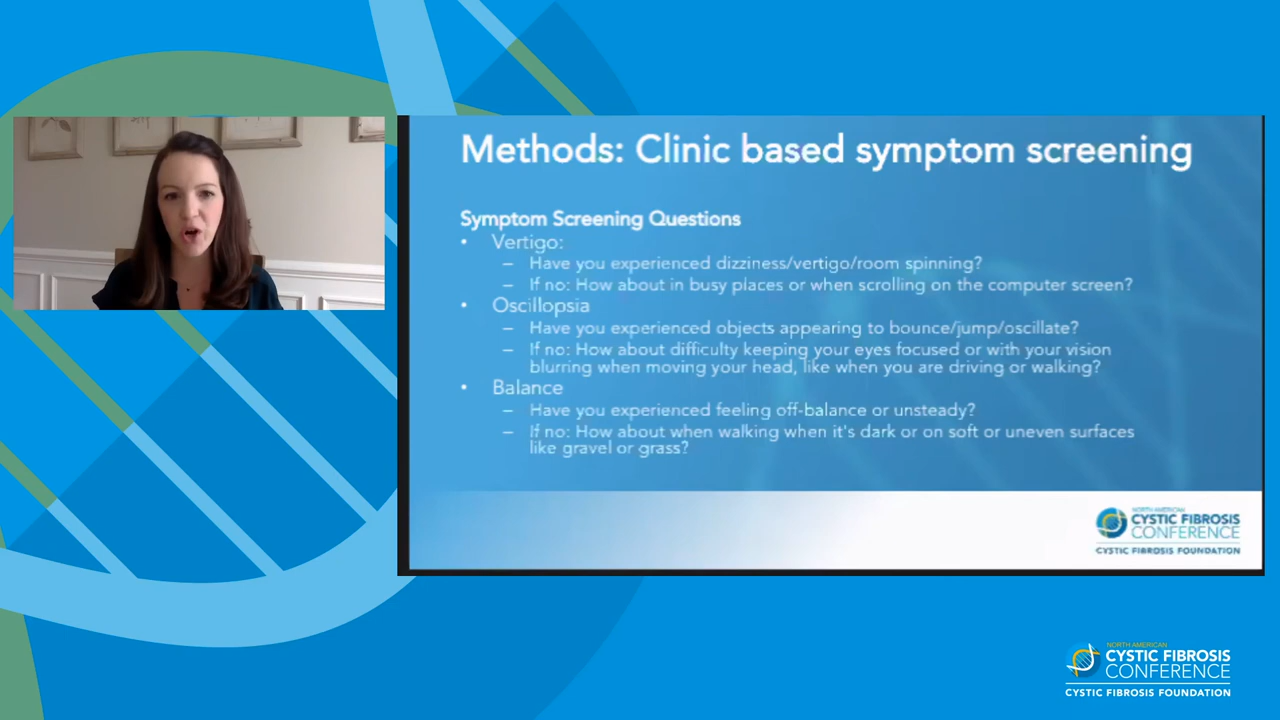 Methods: Clinic based symptom screening
Symptom Screening Questions
• Vertigo:
– Have you experienced dizziness/vertigo/room spinning?
– If no: How about in busy places or when scrolling on the computer screen?
• Oscillopsia
– Have you experienced objects appearing to bounce/jump/oscillate?
– If no: How about difficulty keeping your eyes focused or with your vision
blurring when moving your head, like when you are driving or walking?
• Balance
– Have you experienced feeling off-balance or unsteady?
– If no: How about when walking when it's dark or on soft or uneven surfaces
like gravel or grass?
NORTH AMERICAN
CYSTIC FIBROSIS
CONFERENCE
CYSTIC FIBROSIS FOUNDATION
NORTH AMERICAN
CYSTIC FIBROSIS
CONFERENCE
CYSTIC FIBROSIS FOUNDATION